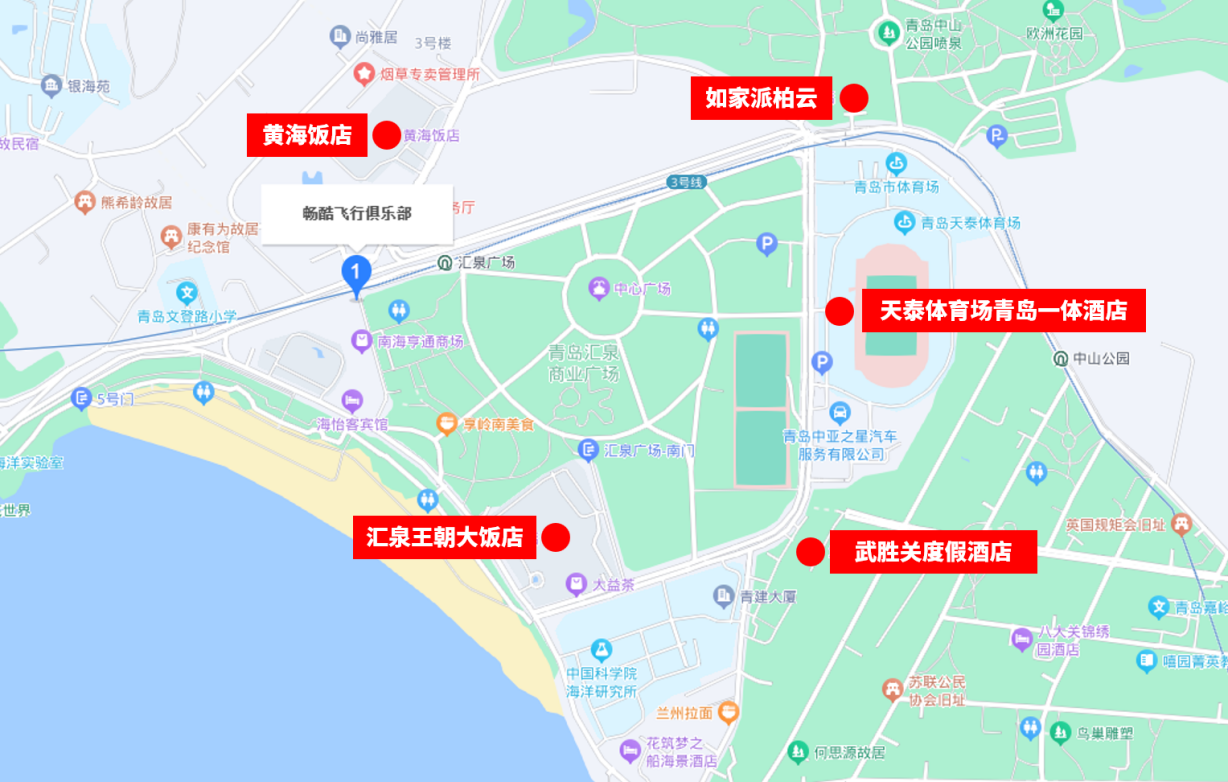 欧洲花园
青岛中山
公园喷泉
尚雅居
3号楼
烟草专卖管理所
银海苑
如家派柏云
黄海饭店
黄海饭店
故民宿
3号线
青岛市体育场
熊希龄故居
畅酷飞行俱乐部
务厅
康有为故居
纪念馆
青岛天泰体育场
P
P
汇泉广场
1
中心广场
文
青岛文登路小学
天泰体育场青岛一体酒店
南海亨通商场
青岛汇泉
商业广场
P
中山公园
5号门
海怡客宾馆
享岭南美食
青岛中亚之星汽车
服务有限公司
汇泉广场-南门
海洋实验室
世界
汇泉王朝大饭店
英国规矩会旧址
武胜关度假酒店
大益茶
青建大厦
文
青岛嘉峪
八大关锦绣
园酒店
嘻园菁英教
中国科学院
海洋研究所
苏联公民
协会旧址
兰州拉面
鸟巢雕塑
花筑梦之
船海景酒店
何思源故居